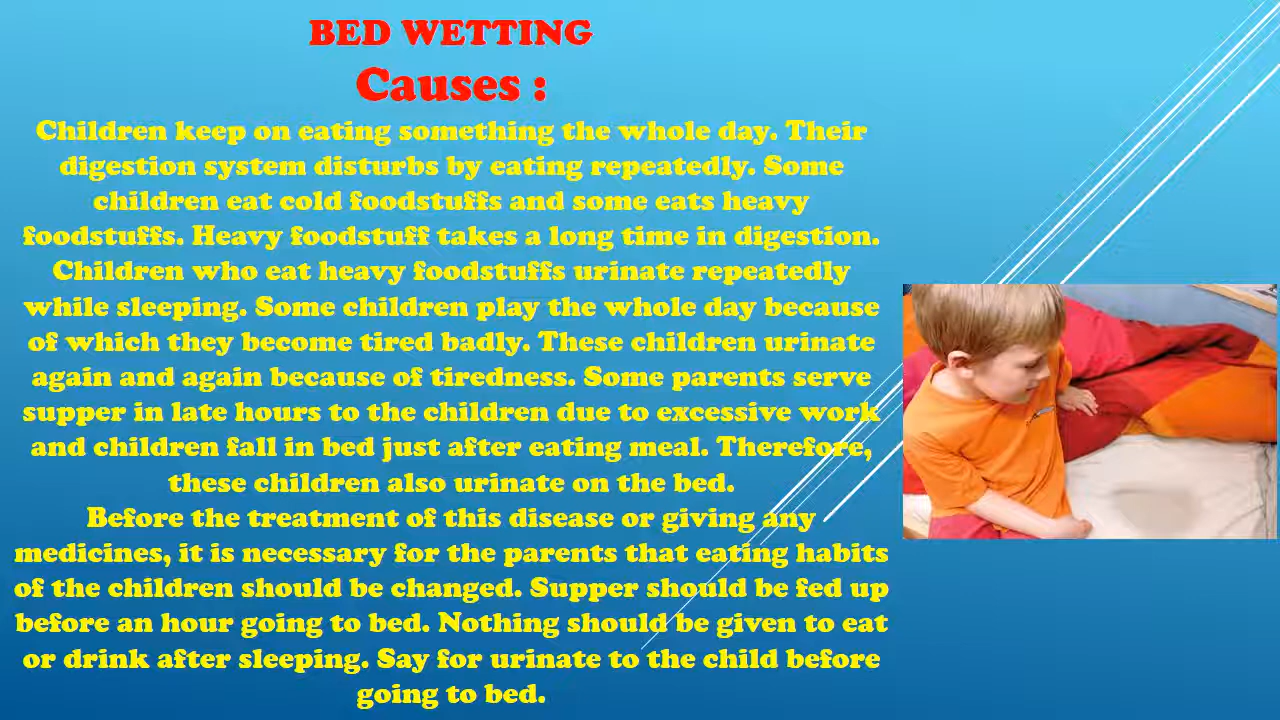 BED WETTING
Causes :
Children keep on eating something the whole day. Their
digestion system disturbs by eating repeatedly. Some
children eat cold foodstuffs and some eats heavy
foodstuffs. Heavy foodstuff takes a long time in digestion.
Children who eat heavy foodstuffs urinate repeatedly
while sleeping. Some children play the whole day because
of which they become tired badly. These children urinate
again and again because of tiredness. Some parents serve
supper in late hours to the children due to excessive work
and children fall in bed just after eating meal. Therefore,
these children also urinate on the bed.
Before the treatment of this disease or giving any
medicines, it is necessary for the parents that eating habits
of the children should be changed. Supper should be fed up
before an hour going to bed. Nothing should be given to eat
or drink after sleeping. Say for urinate to the child before
going to bed.